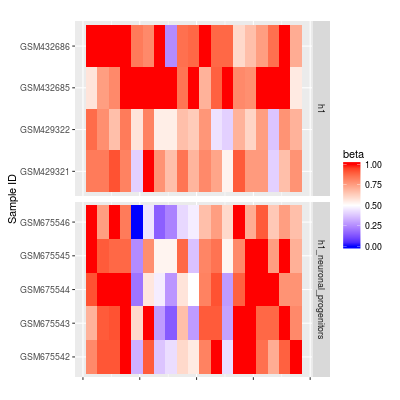 GSM432686
GSM432685
GSM429322
GSM429321
h1
Sample ID
GSM675546
GSM675545
GSM675544
GSM675543
GSM675542
h1_neuronal_progenitors
beta
1.00
0.75
0.50
0.25
0.00